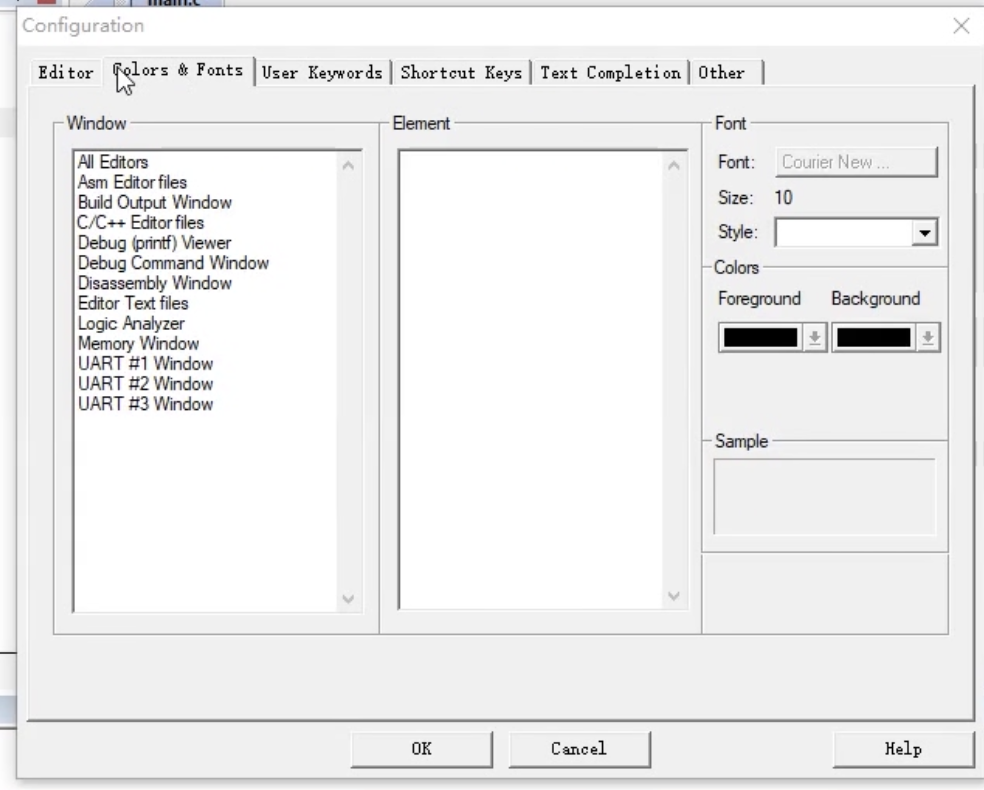 main.c
Configuration
Editor Colors & Fonts User Keywords Shortcut Keys Text Completion Other
Window
All Editors
Asm Editor files
Build Output Window
C/C++ Editor files
Debug (printf) Viewer
Debug Command Window
Disassembly Window
Editor Text files
Logic Analyzer
Memory Window
UART #1 Window
UART #2 Window
UART #3 Window
Element
Font
Font: Courier New ...
Size: 10
Style:
Colors
Foreground Background
Sample
OK Cancel Help